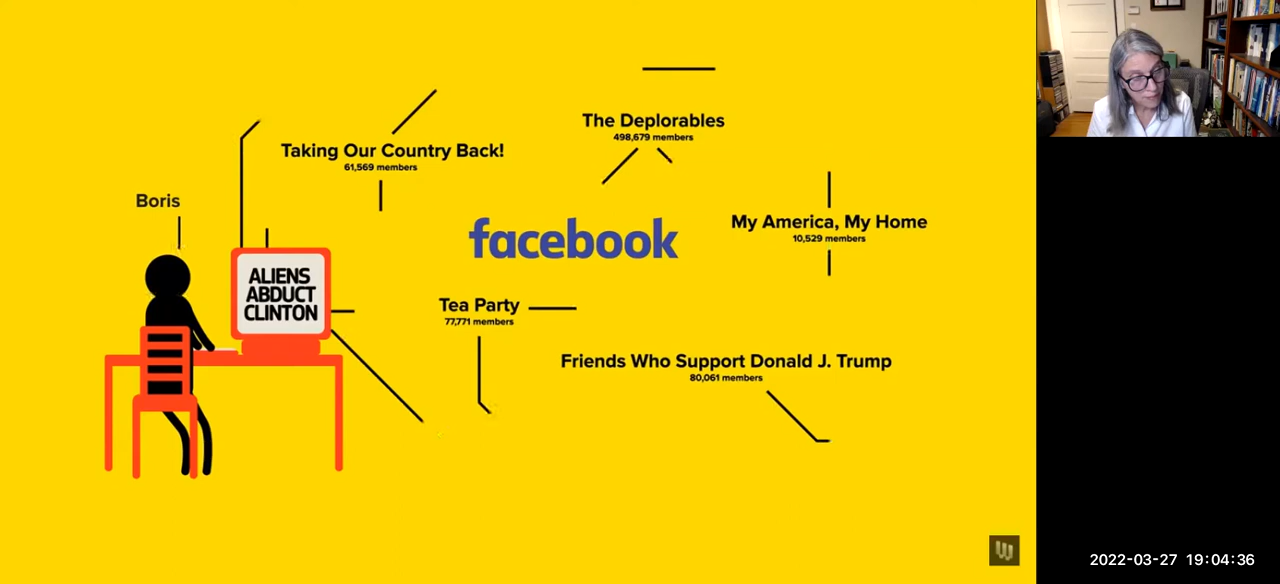 The Deplorables
498,679 members
Taking Our Country Back!
61,569 members
Boris
My America, My Home
10,529 members
facebook
ALIENS
ABDUCT
CLINTON
Tea Party
77,771 members
Friends Who Support Donald J. Trump
80,061 members
W
2022-03-27 19:04:36